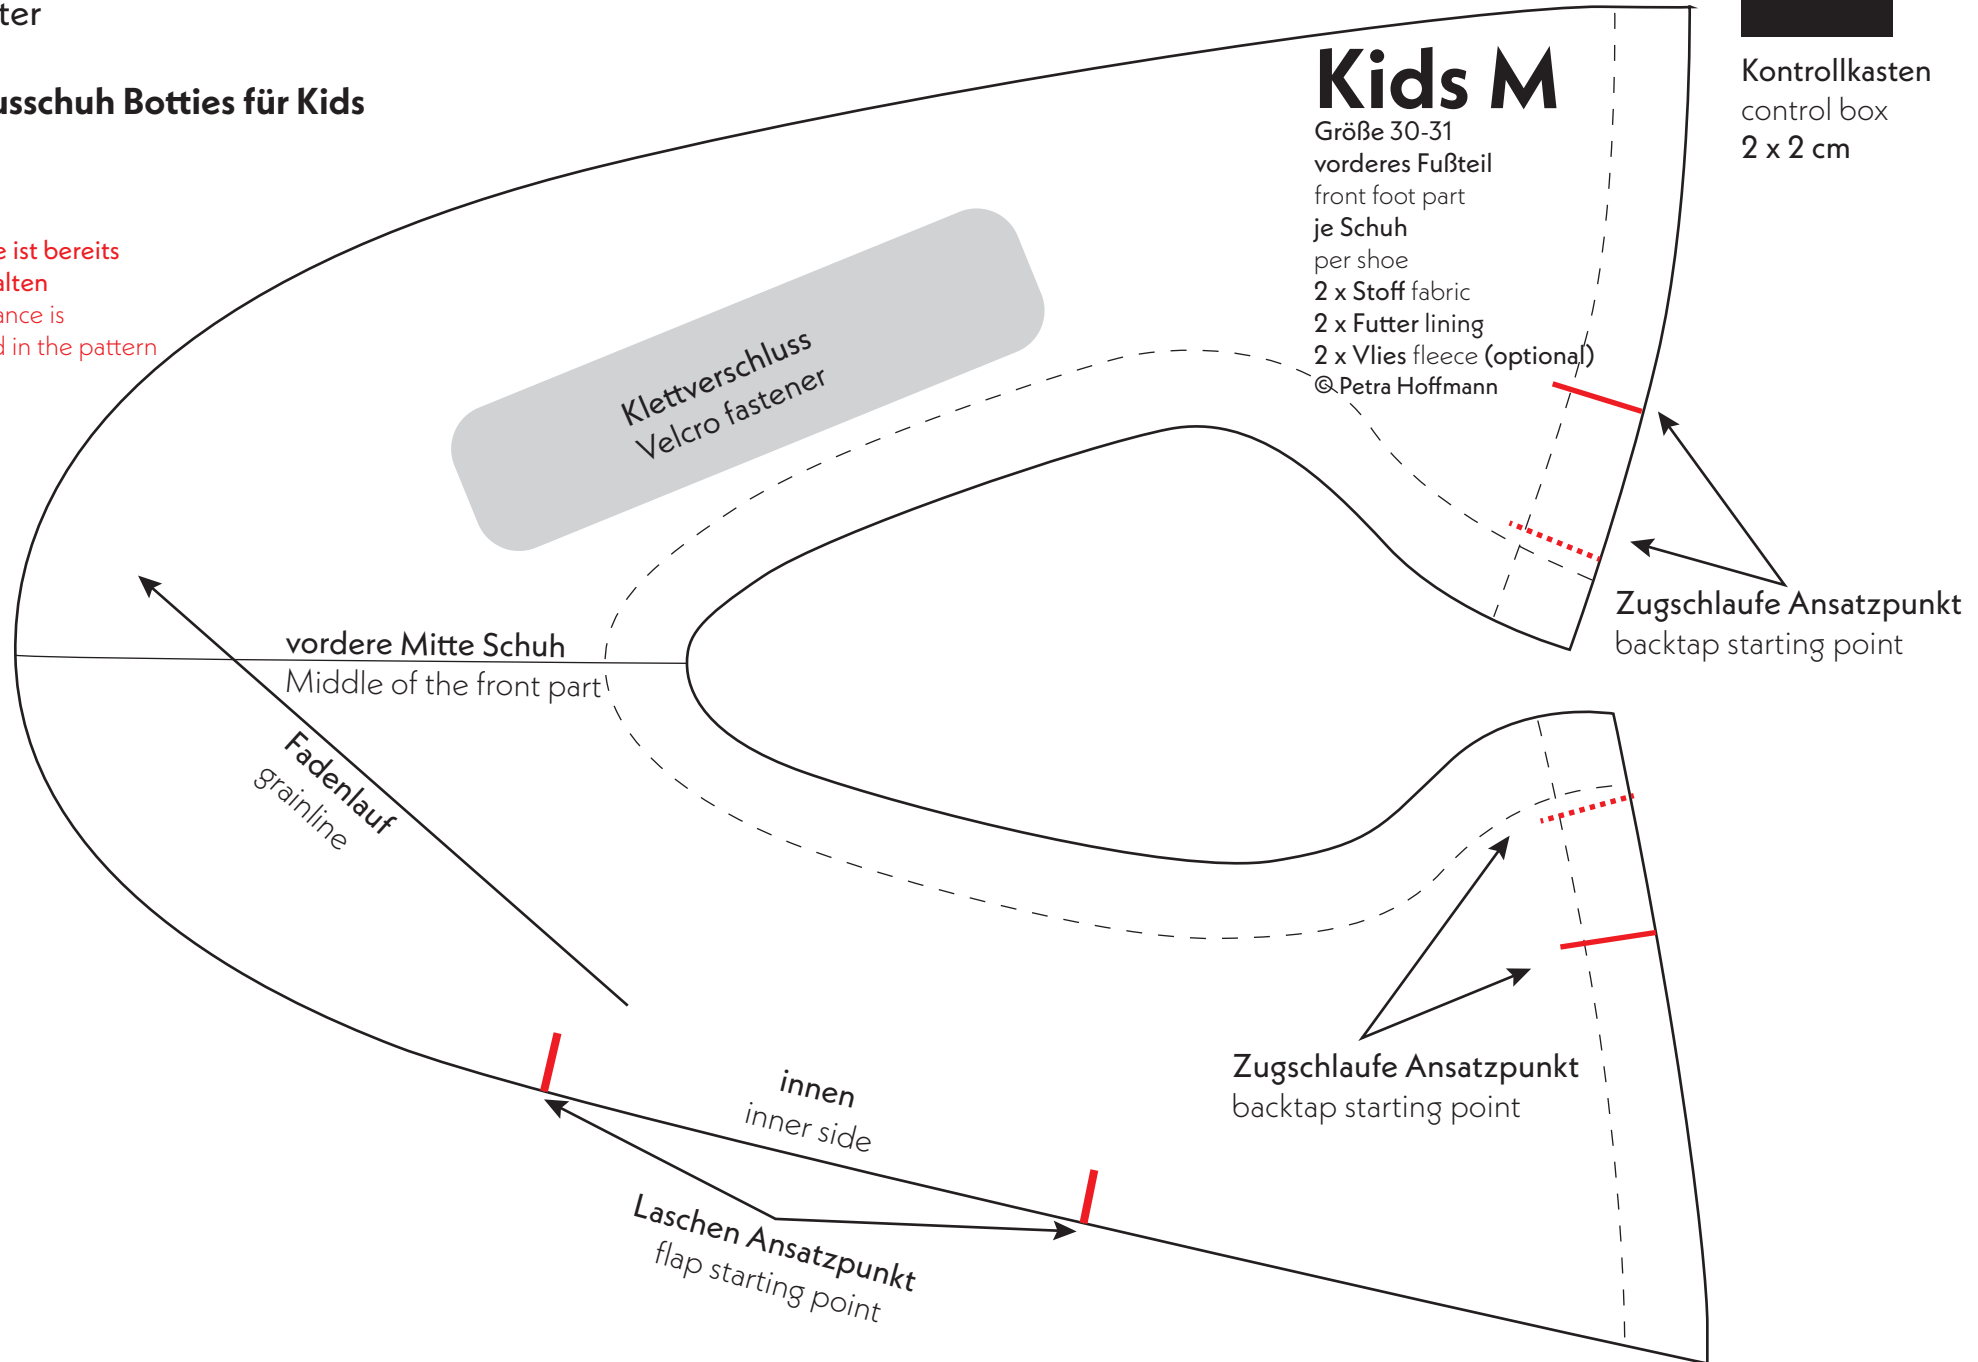 ter
usschuh Botties für Kids
e ist bereits
alten
ance is
d in the pattern
Kids M
Größe 30-31
vorderes Fußteil
front foot part
je Schuh
per shoe
2 x Stoff fabric
2 x Futter lining
2 x Vlies fleece (optional)
© Petra Hoffmann
Kontrollkasten
control box
2 x 2 cm
Klettverschluss
Velcro fastener
Zugschlaufe Ansatzpunkt
backtap starting point
vordere Mitte Schuh
Middle of the front part
Fadenlauf
grainline
innen
inner side
Zugschlaufe Ansatzpunkt
backtap starting point
Laschen Ansatzpunkt
flap starting point